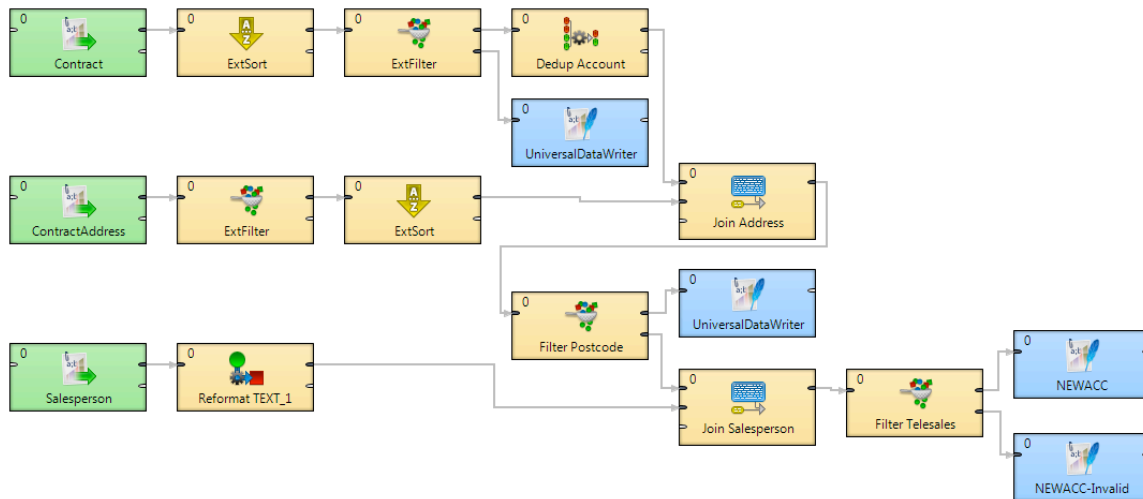 0 0 0 0
Contract ExtSort ExtFilter Dedup Account
0
UniversalDataWriter
0 0 0 0
ContractAddress ExtFilter ExtSort Join Address
0 0
Filter Postcode UniversalDataWriter
0 0 0 0 0
Salesperson Reformat TEXT_1 Join Salesperson Filter Telesales NEWACC
0
NEWACC-Invalid